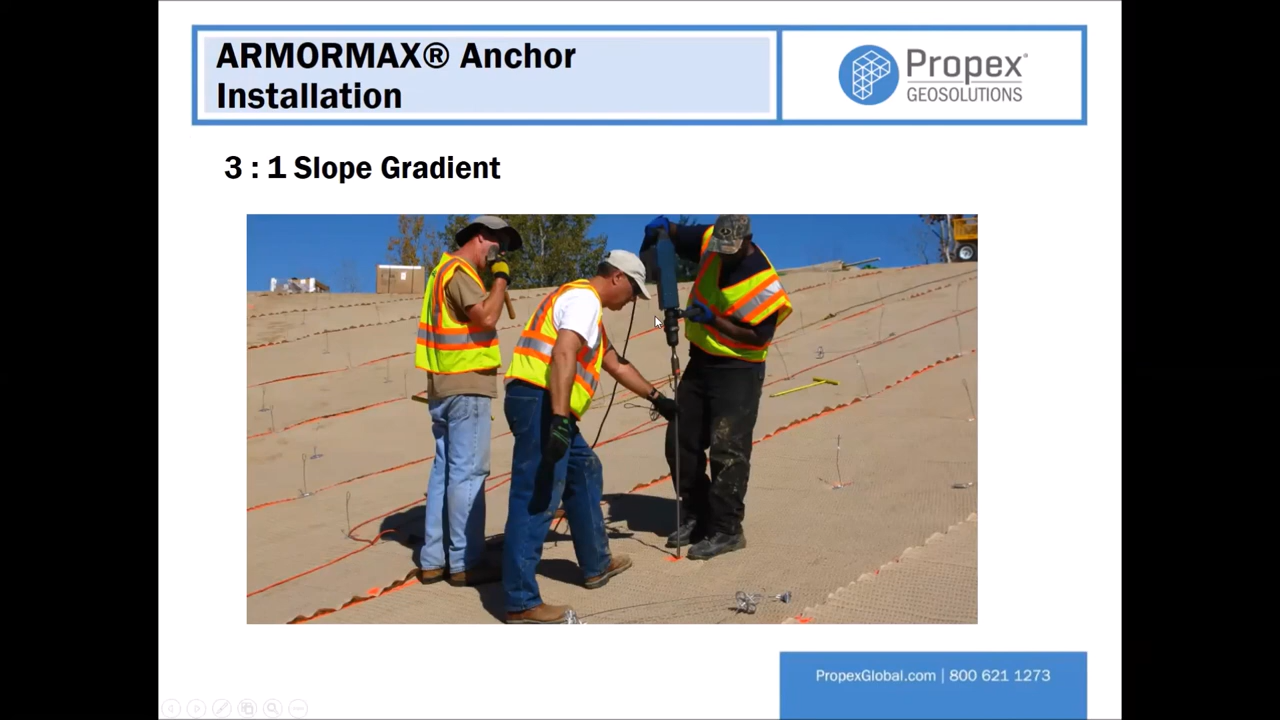 ARMORMAX® Anchor
Installation
Propex®
GEOSOLUTIONS
3 : 1 Slope Gradient
PropexGlobal.com | 800 621 1273